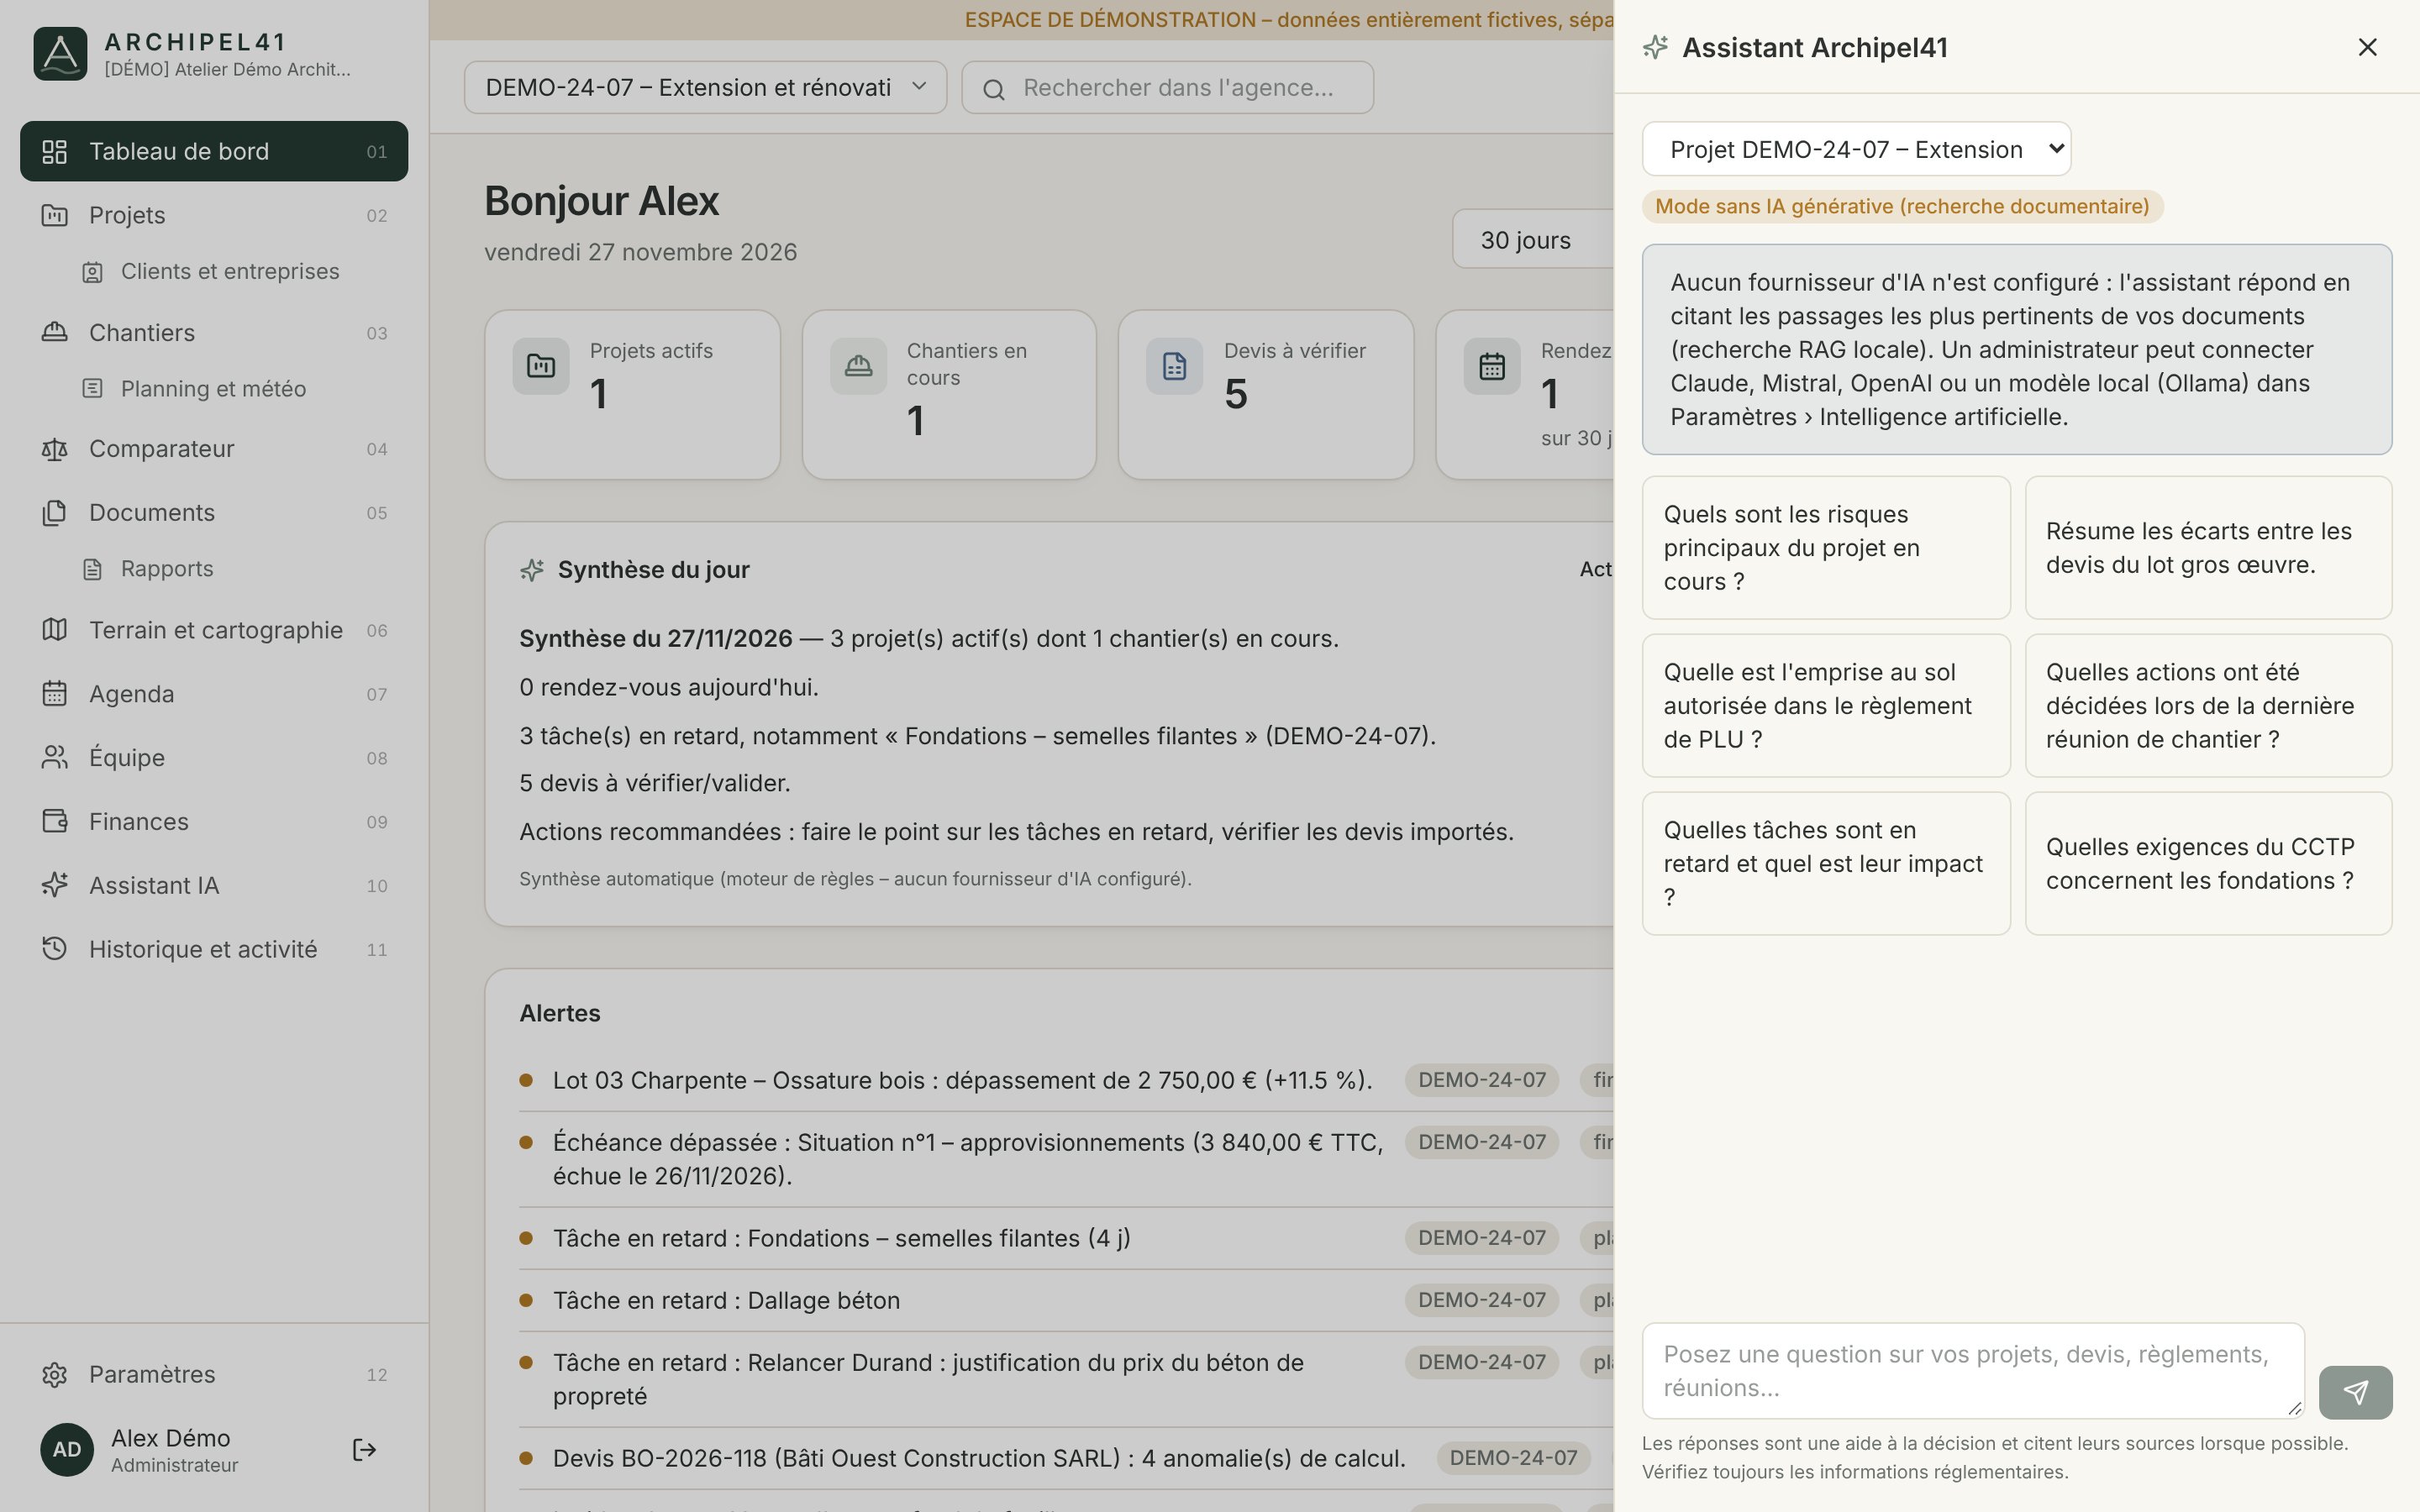 ARCHIPEL41
[DÉMO] Atelier Démo Archit...
Tableau de bord 01
Projets 02
Clients et entreprises
Chantiers 03
Planning et météo
Comparateur 04
Documents 05
Rapports
Terrain et cartographie 06
Agenda 07
Équipe 08
Finances 09
Assistant IA 10
Historique et activité 11
Paramètres 12
AD
Alex Démo
Administrateur
ESPACE DE DÉMONSTRATION – données entièrement fictives, sépa
DEMO-24-07 – Extension et rénovati
Rechercher dans l'agence...
Bonjour Alex
vendredi 27 novembre 2026
30 jours
Projets actifs
1
Chantiers en
cours
1
Devis à vérifier
5
Rendez
1
sur 30 j
Synthèse du jour
Act
Synthèse du 27/11/2026 — 3 projet(s) actif(s) dont 1 chantier(s) en cours.
0 rendez-vous aujourd'hui.
3 tâche(s) en retard, notamment « Fondations – semelles filantes » (DEMO-24-07).
5 devis à vérifier/valider.
Actions recommandées : faire le point sur les tâches en retard, vérifier les devis importés.
Synthèse automatique (moteur de règles – aucun fournisseur d'IA configuré).
Alertes
Lot 03 Charpente – Ossature bois : dépassement de 2 750,00 € (+11.5 %). DEMO-24-07 fin
Échéance dépassée : Situation n°1 – approvisionnements (3 840,00 € TTC, DEMO-24-07 fin
échue le 26/11/2026).
Tâche en retard : Fondations – semelles filantes (4 j) DEMO-24-07 pla
Tâche en retard : Dallage béton DEMO-24-07 pla
Tâche en retard : Relancer Durand : justification du prix du béton de DEMO-24-07 pla
propreté
Devis BO-2026-118 (Bâti Ouest Construction SARL) : 4 anomalie(s) de calcul. DEMO-24-07
Assistant Archipel41
Projet DEMO-24-07 – Extension
Mode sans IA générative (recherche documentaire)
Aucun fournisseur d'IA n'est configuré : l'assistant répond en
citant les passages les plus pertinents de vos documents
(recherche RAG locale). Un administrateur peut connecter
Claude, Mistral, OpenAI ou un modèle local (Ollama) dans
Paramètres › Intelligence artificielle.
Quels sont les risques
principaux du projet en
cours ?
Résume les écarts entre les
devis du lot gros œuvre.
Quelle est l'emprise au sol
autorisée dans le règlement
de PLU ?
Quelles actions ont été
décidées lors de la dernière
réunion de chantier ?
Quelles tâches sont en
retard et quel est leur impact
?
Quelles exigences du CCTP
concernent les fondations ?
Posez une question sur vos projets, devis, règlements,
réunions...
Les réponses sont une aide à la décision et citent leurs sources lorsque possible.
Vérifiez toujours les informations réglementaires.